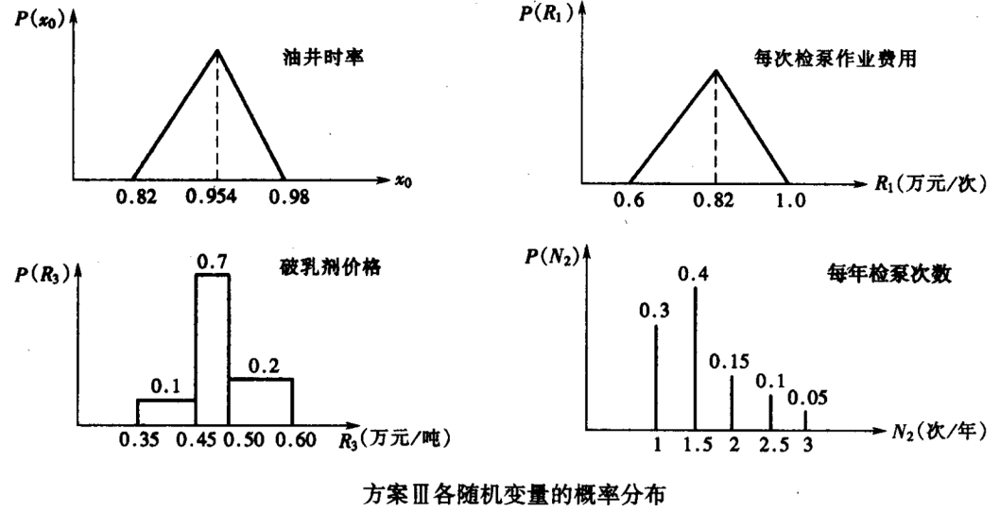 P(x₀)
油井时率
0.82 0.954 0.98 x₀
P(R₁)
每次检泵作业费用
0.6 0.82 1.0 R₁(万元/次)
P(R₃)
破乳剂价格
0.7
0.1
0.2
0.35 0.45 0.50 0.60 R₃(万元/吨)
P(N₂)
每年检泵次数
0.4
0.3
0.15
0.1
0.05
1 1.5 2 2.5 3 N₂(次/年)
方案Ⅲ各随机变量的概率分布